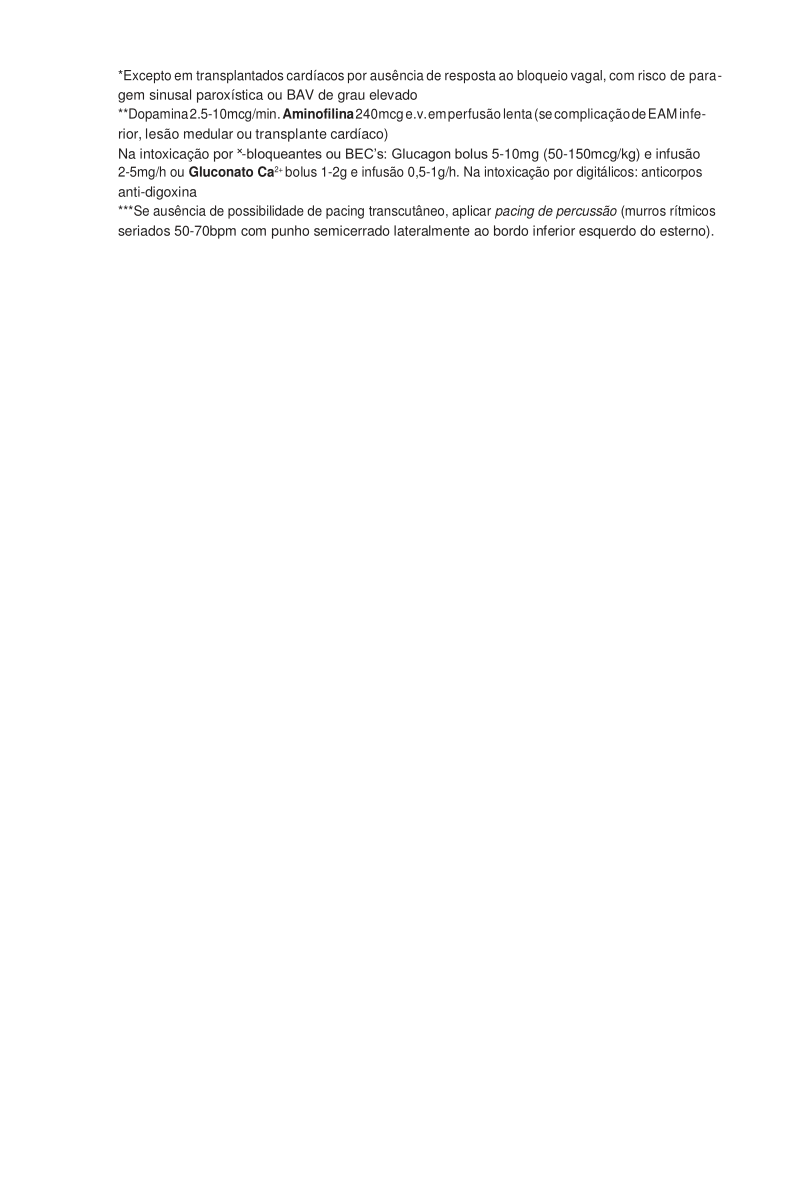 *Excepto em transplantados cardíacos por ausência de resposta ao bloqueio vagal, com risco de para-
gem sinusal paroxística ou BAV de grau elevado
**Dopamina 2.5-10mcg/min. Aminofilina 240mcg e.v. em perfusão lenta (se complicação de EAM infe-
rior, lesão medular ou transplante cardíaco)
Na intoxicação por ˟-bloqueantes ou BEC's: Glucagon bolus 5-10mg (50-150mcg/kg) e infusão
2-5mg/h ou Gluconato Ca²⁺ bolus 1-2g e infusão 0,5-1g/h. Na intoxicação por digitálicos: anticorpos
anti-digoxina
***Se ausência de possibilidade de pacing transcutâneo, aplicar pacing de percussão (murros rítmicos
seriados 50-70bpm com punho semicerrado lateralmente ao bordo inferior esquerdo do esterno).